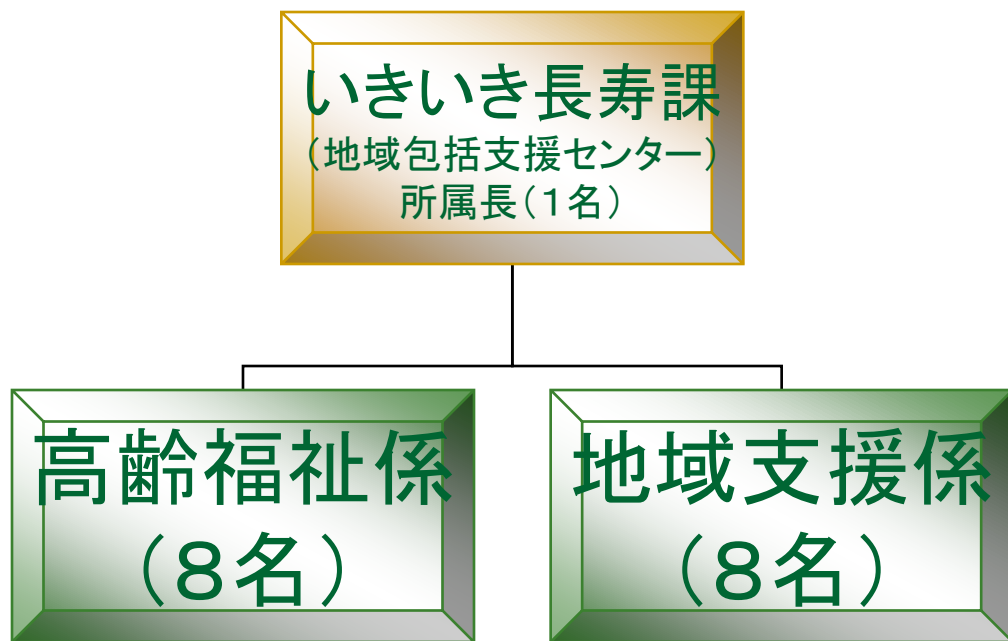 いきいき長寿課
(地域包括支援センター)
所属長(1名)
高齢福祉係
(8名)
地域支援係
(8名)